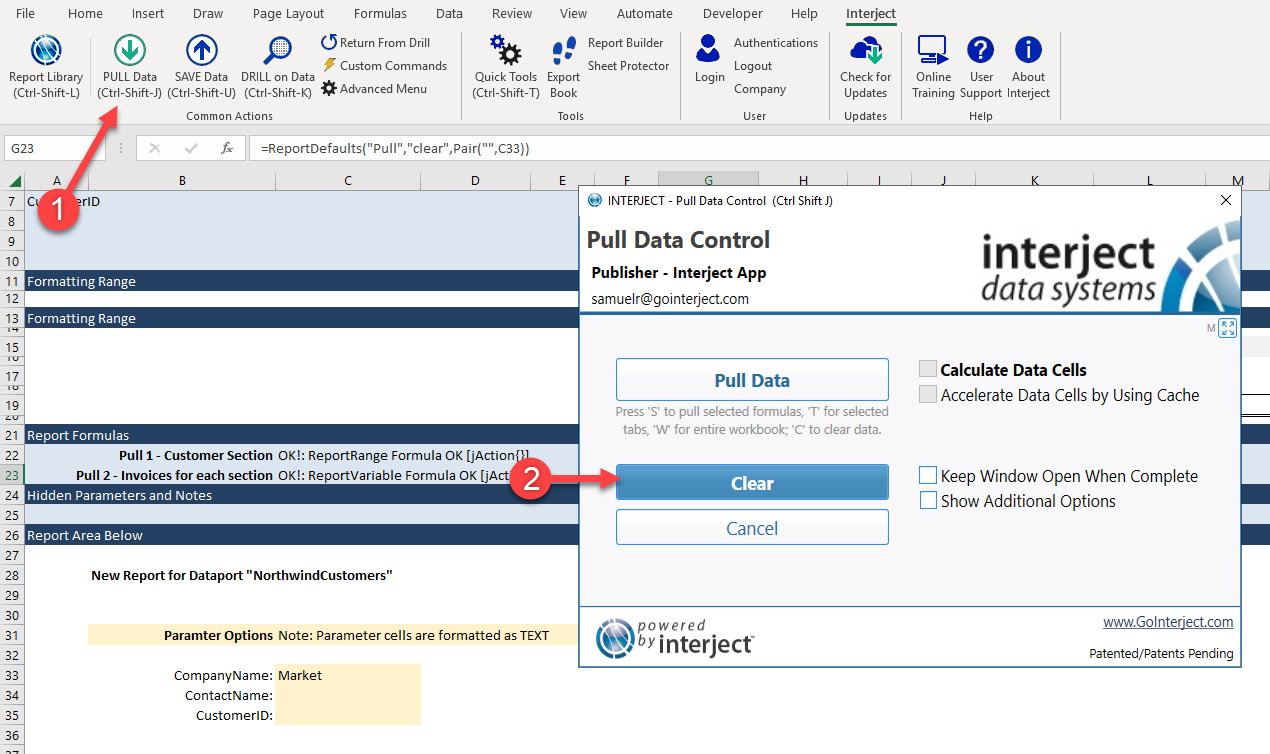 File Home Insert Draw Page Layout Formulas Data Review View Automate Developer Help Interject
Report Library (Ctrl-Shift-L)
PULL Data (Ctrl-Shift-J)
SAVE Data (Ctrl-Shift-U)
DRILL on Data (Ctrl-Shift-K)
Return From Drill
Custom Commands
Advanced Menu
Common Actions
Quick Tools (Ctrl-Shift-T)
Export Book
Report Builder
Sheet Protector
Tools
Login
Authentications
Logout
Company
User
Check for Updates
Updates
Online Training
User Support
About Interject
Help
1
G23 fx =ReportDefaults("Pull","clear",Pair("",C33))
A B C D E F G H I J K L M
7
8
9
10
11 Formatting Range
12
13 Formatting Range
14
15
16
17
18
19
20
21 Report Formulas
22 Pull 1 - Customer Section OK!: ReportRange Formula OK [jAction{}]
23 Pull 2 - Invoices for each section OK!: ReportVariable Formula OK
24 Hidden Parameters and Notes
25
26 Report Area Below
27
28 New Report for Dataport "NorthwindCustomers"
29
30
31 Paramter Options Note: Parameter cells are formatted as TEXT
32
33 CompanyName: Market
34 ContactName:
35 CustomerID:
36
INTERJECT - Pull Data Control (Ctrl Shift J)
Pull Data Control
Publisher - Interject App
samuelr@gointerject.com
interject
data systems
M
Pull Data
Press 'S' to pull selected formulas, 'T' for selected
tabs, 'W' for entire workbook; 'C' to clear data.
Calculate Data Cells
Accelerate Data Cells by Using Cache
2
Clear
Keep Window Open When Complete
Show Additional Options
Cancel
powered
by interject™
www.GoInterject.com
Patented/Patents Pending